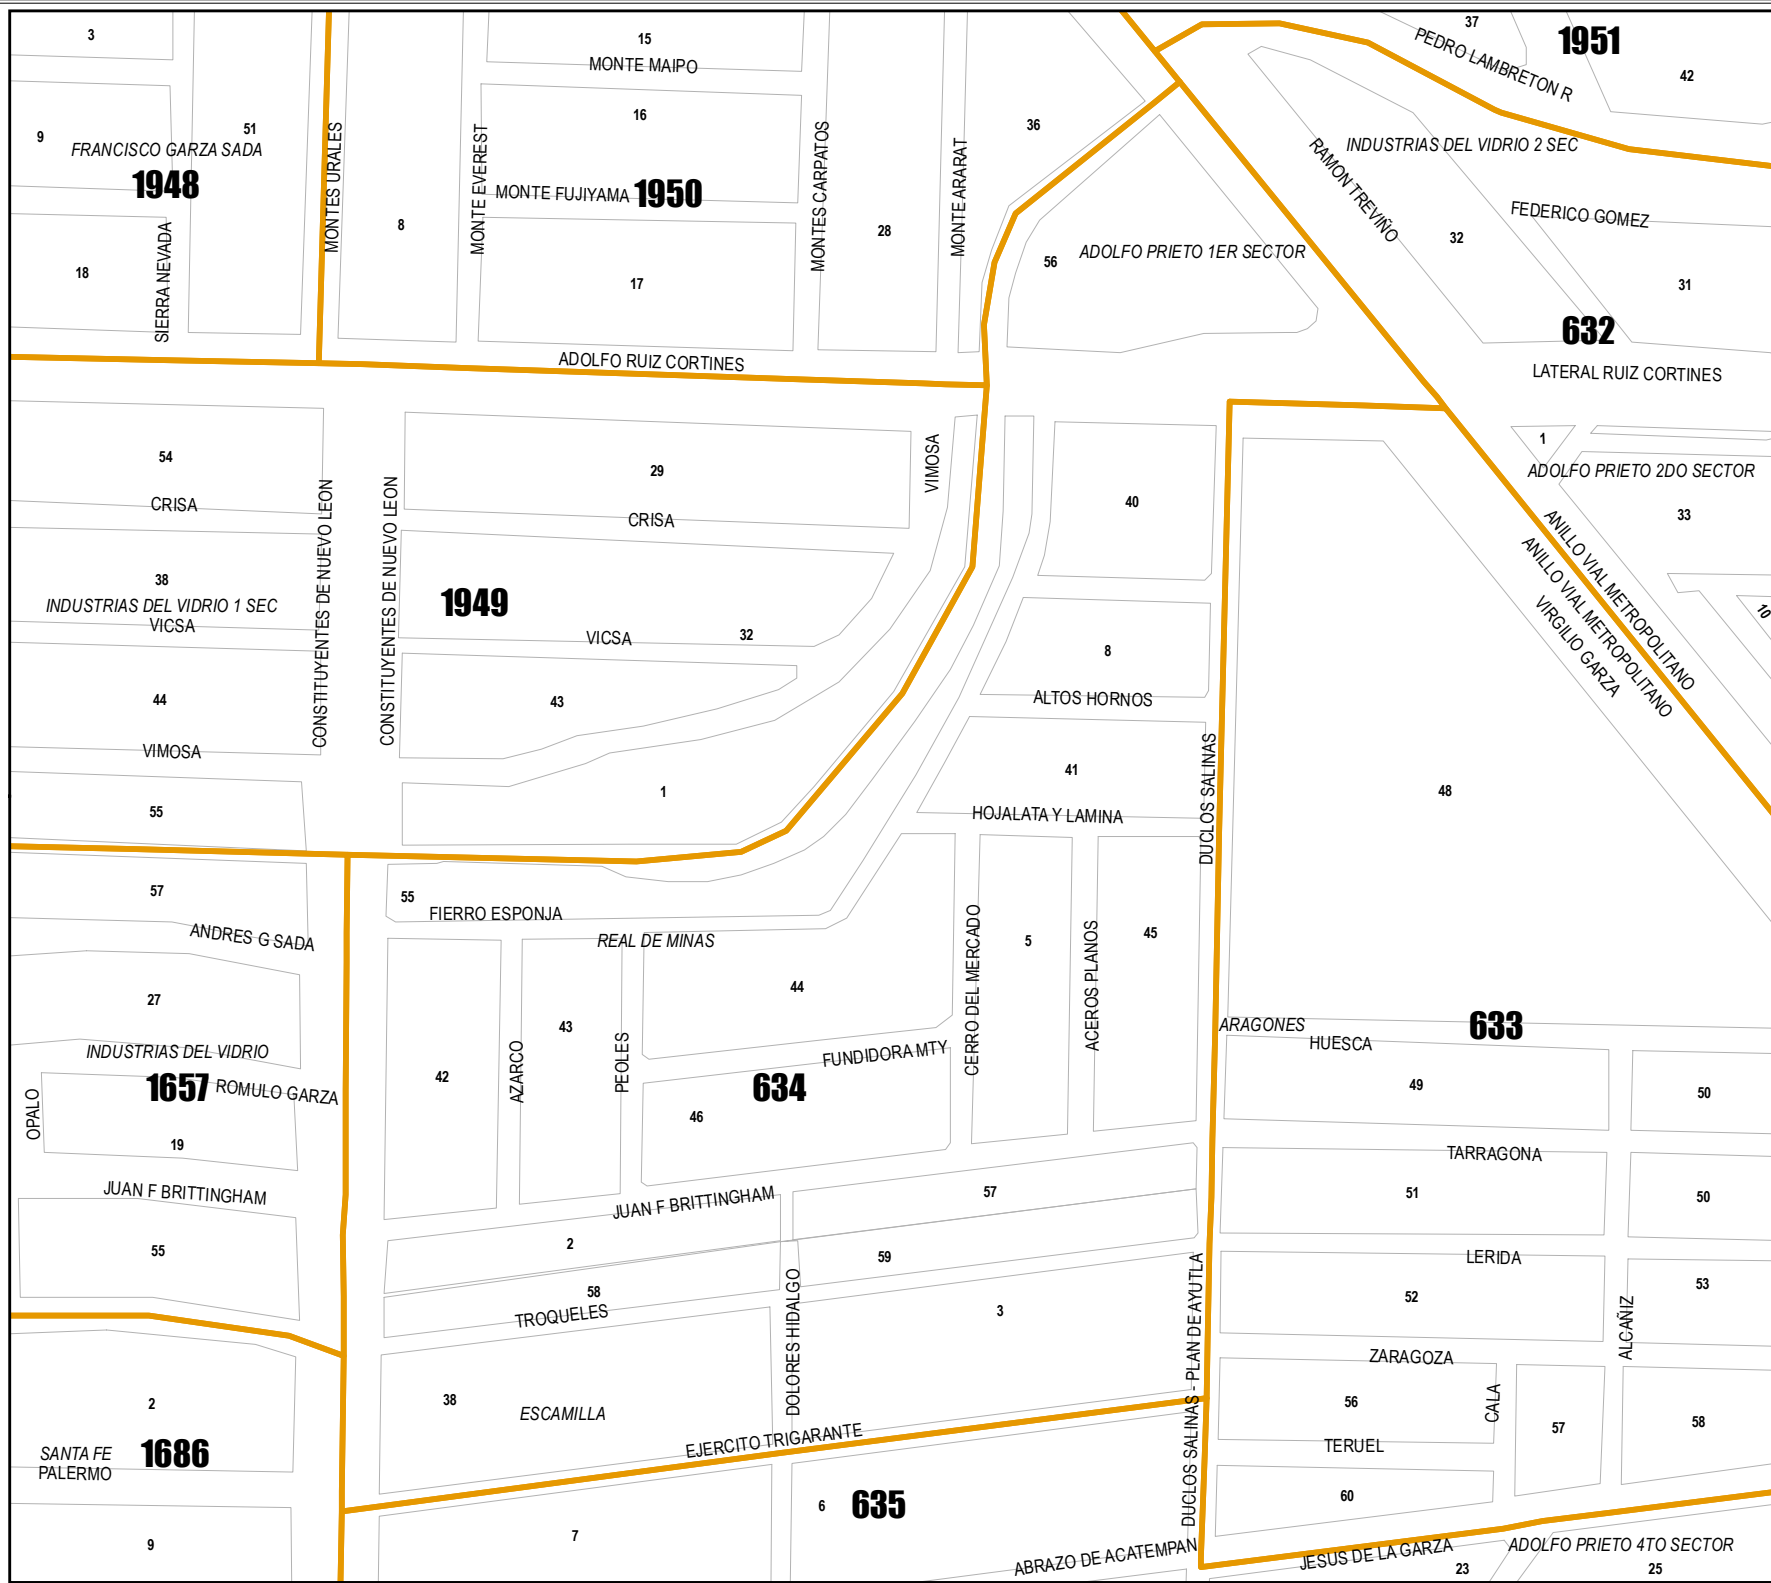 3
15
37
1951
MONTE MAIPO
PEDRO LAMBRETON R
42
9
51
16
36
FRANCISCO GARZA SADA
1948
MONTES URALES
MONTE EVEREST
MONTE FUJIYAMA
1950
MONTES CARPATOS
MONTE ARARAT
INDUSTRIAS DEL VIDRIO 2 SEC
RAMON TREVIÑO
FEDERICO GOMEZ
8
28
32
18
SIERRA NEVADA
17
56
ADOLFO PRIETO 1ER SECTOR
31
632
ADOLFO RUIZ CORTINES
LATERAL RUIZ CORTINES
54
29
VIMOSA
1
ADOLFO PRIETO 2DO SECTOR
CRISA
CRISA
40
33
CONSTITUYENTES DE NUEVO LEON
CONSTITUYENTES DE NUEVO LEON
ANILLO VIAL METROPOLITANO
ANILLO VIAL METROPOLITANO
VIRGILIO GARZA
38
INDUSTRIAS DEL VIDRIO 1 SEC
VICSA
1949
VICSA
32
10
8
44
43
ALTOS HORNOS
VIMOSA
41
DUCLOS SALINAS
55
1
HOJALATA Y LAMINA
48
57
55
FIERRO ESPONJA
ANDRES G SADA
REAL DE MINAS
CERRO DEL MERCADO
5
ACEROS PLANOS
45
27
43
44
ARAGONES
633
INDUSTRIAS DEL VIDRIO
HUESCA
1657
ROMULO GARZA
42
AZARCO
PEOLES
FUNDIDORA MTY
634
49
50
OPALO
19
46
TARRAGONA
JUAN F BRITTINGHAM
JUAN F BRITTINGHAM
57
51
50
55
2
59
LERIDA
58
TROQUELES
DOLORES HIDALGO
3
DUCLOS SALINAS - PLAN DE AYUTLA
52
53
ALCAÑIZ
ZARAGOZA
2
38
ESCAMILLA
56
CALA
57
58
SANTA FE
1686
PALERMO
EJERCITO TRIGARANTE
TERUEL
6
635
60
9
7
ABRAZO DE ACATEMPAN
JESUS DE LA GARZA
ADOLFO PRIETO 4TO SECTOR
23
25